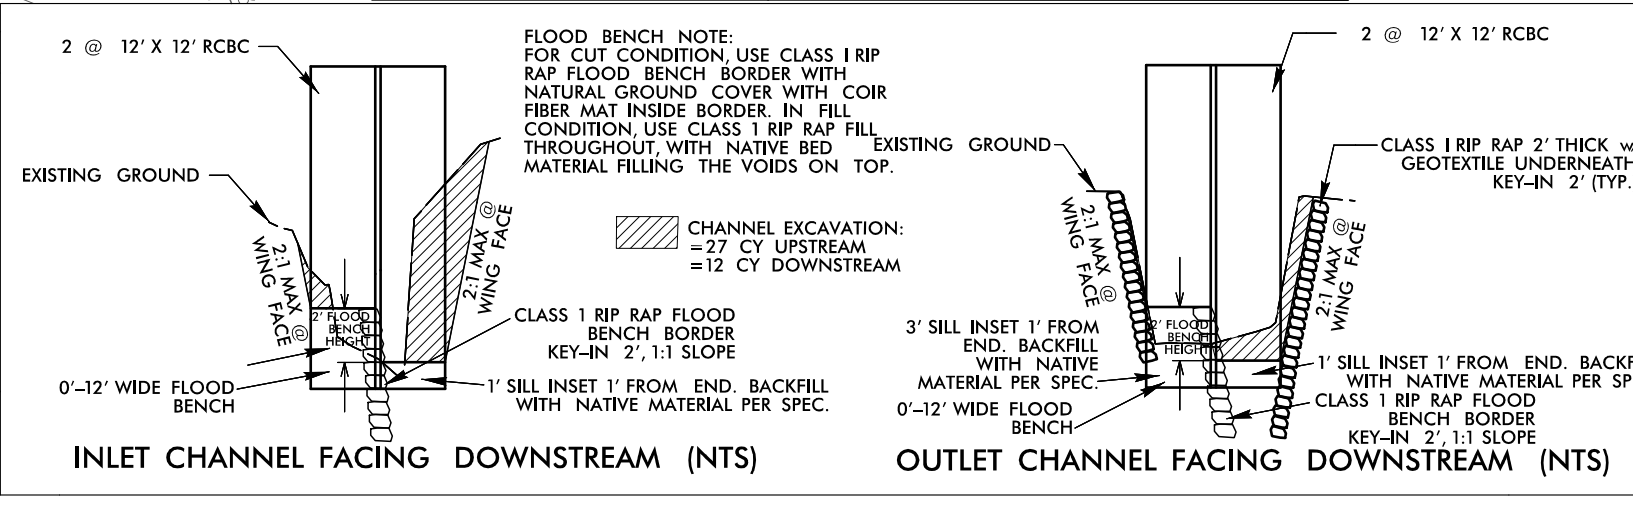 2 @ 12' X 12' RCBC
EXISTING GROUND
2:1 MAX @
WING FACE
2' FLOOD
BENCH
HEIGHT
0'-12' WIDE FLOOD
BENCH
2:1 MAX @
WING FACE
CLASS 1 RIP RAP FLOOD
BENCH BORDER
KEY-IN 2', 1:1 SLOPE
1' SILL INSET 1' FROM END. BACKFILL
WITH NATIVE MATERIAL PER SPEC.
INLET CHANNEL FACING DOWNSTREAM (NTS)
FLOOD BENCH NOTE:
FOR CUT CONDITION, USE CLASS I RIP
RAP FLOOD BENCH BORDER WITH
NATURAL GROUND COVER WITH COIR
FIBER MAT INSIDE BORDER. IN FILL
CONDITION, USE CLASS 1 RIP RAP FILL
THROUGHOUT, WITH NATIVE BED
MATERIAL FILLING THE VOIDS ON TOP.
CHANNEL EXCAVATION:
=27 CY UPSTREAM
=12 CY DOWNSTREAM
2 @ 12' X 12' RCBC
EXISTING GROUND
2:1 MAX @
WING FACE
CLASS I RIP RAP 2' THICK w
GEOTEXTILE UNDERNEATH
KEY-IN 2' (TYP.
2:1 MAX @
WING FACE
2' FLOOD
BENCH
HEIGHT
3' SILL INSET 1' FROM
END. BACKFILL
WITH NATIVE
MATERIAL PER SPEC.
0'-12' WIDE FLOOD
BENCH
1' SILL INSET 1' FROM END. BACKF
WITH NATIVE MATERIAL PER SP
CLASS 1 RIP RAP FLOOD
BENCH BORDER
KEY-IN 2', 1:1 SLOPE
OUTLET CHANNEL FACING DOWNSTREAM (NTS)